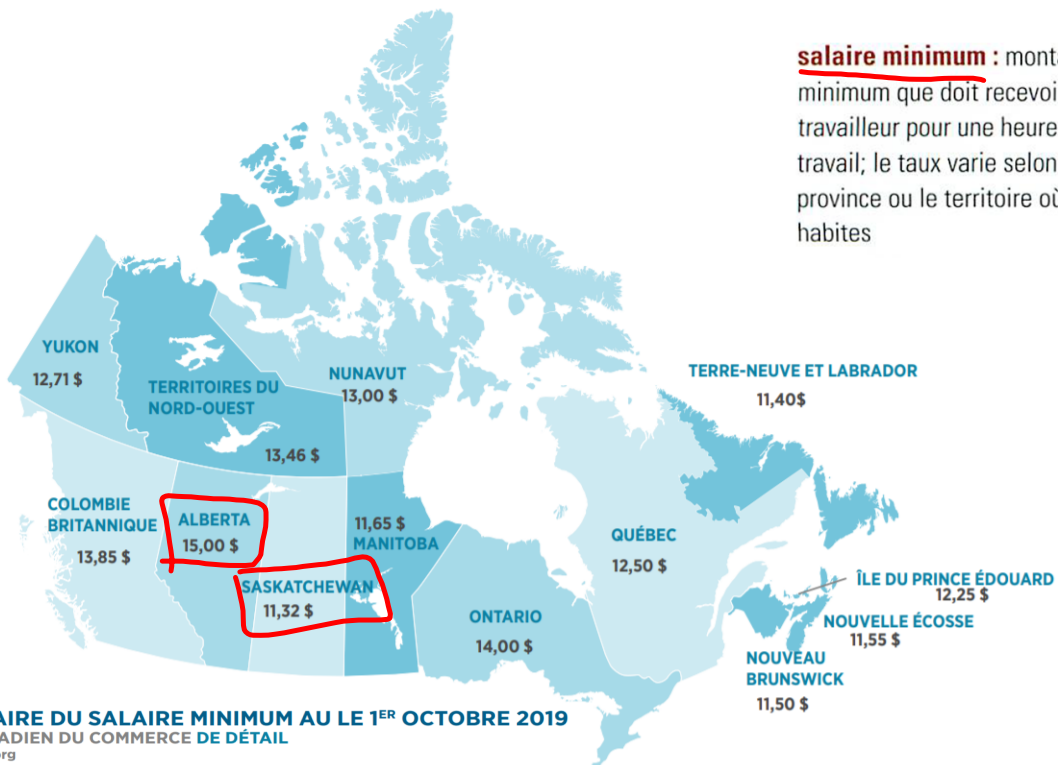 salaire minimum :
minimum que doit recevoi
travailleur pour une heure
travail; le taux varie selon
province ou le territoire où
habites
YUKON
12,71 $
TERRITOIRES DU
NORD-OUEST
13,46 $
NUNAVUT
13,00 $
TERRE-NEUVE ET LABRADOR
11,40$
COLOMBIE
BRITANNIQUE
13,85 $
ALBERTA
15,00 $
SASKATCHEWAN
11,32 $
11,65 $
MANITOBA
ONTARIO
14,00 $
QUÉBEC
12,50 $
ÎLE DU PRINCE ÉDOUARD
12,25 $
NOUVELLE ÉCOSSE
11,55 $
NOUVEAU
BRUNSWICK
11,50 $
AIRE DU SALAIRE MINIMUM AU LE 1ER OCTOBRE 2019
ADIEN DU COMMERCE DE DÉTAIL
org